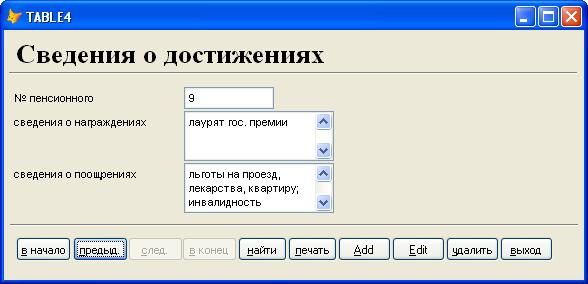 TABLE4
Сведения о достижениях
№ пенсионного 9
сведения о награждениях лаурят гос. премии
сведения о поощрениях льготы на проезд,
лекарства, квартиру;
инвалидность
в начало предыд. след. в конец найти печать Add Edit удалить выход